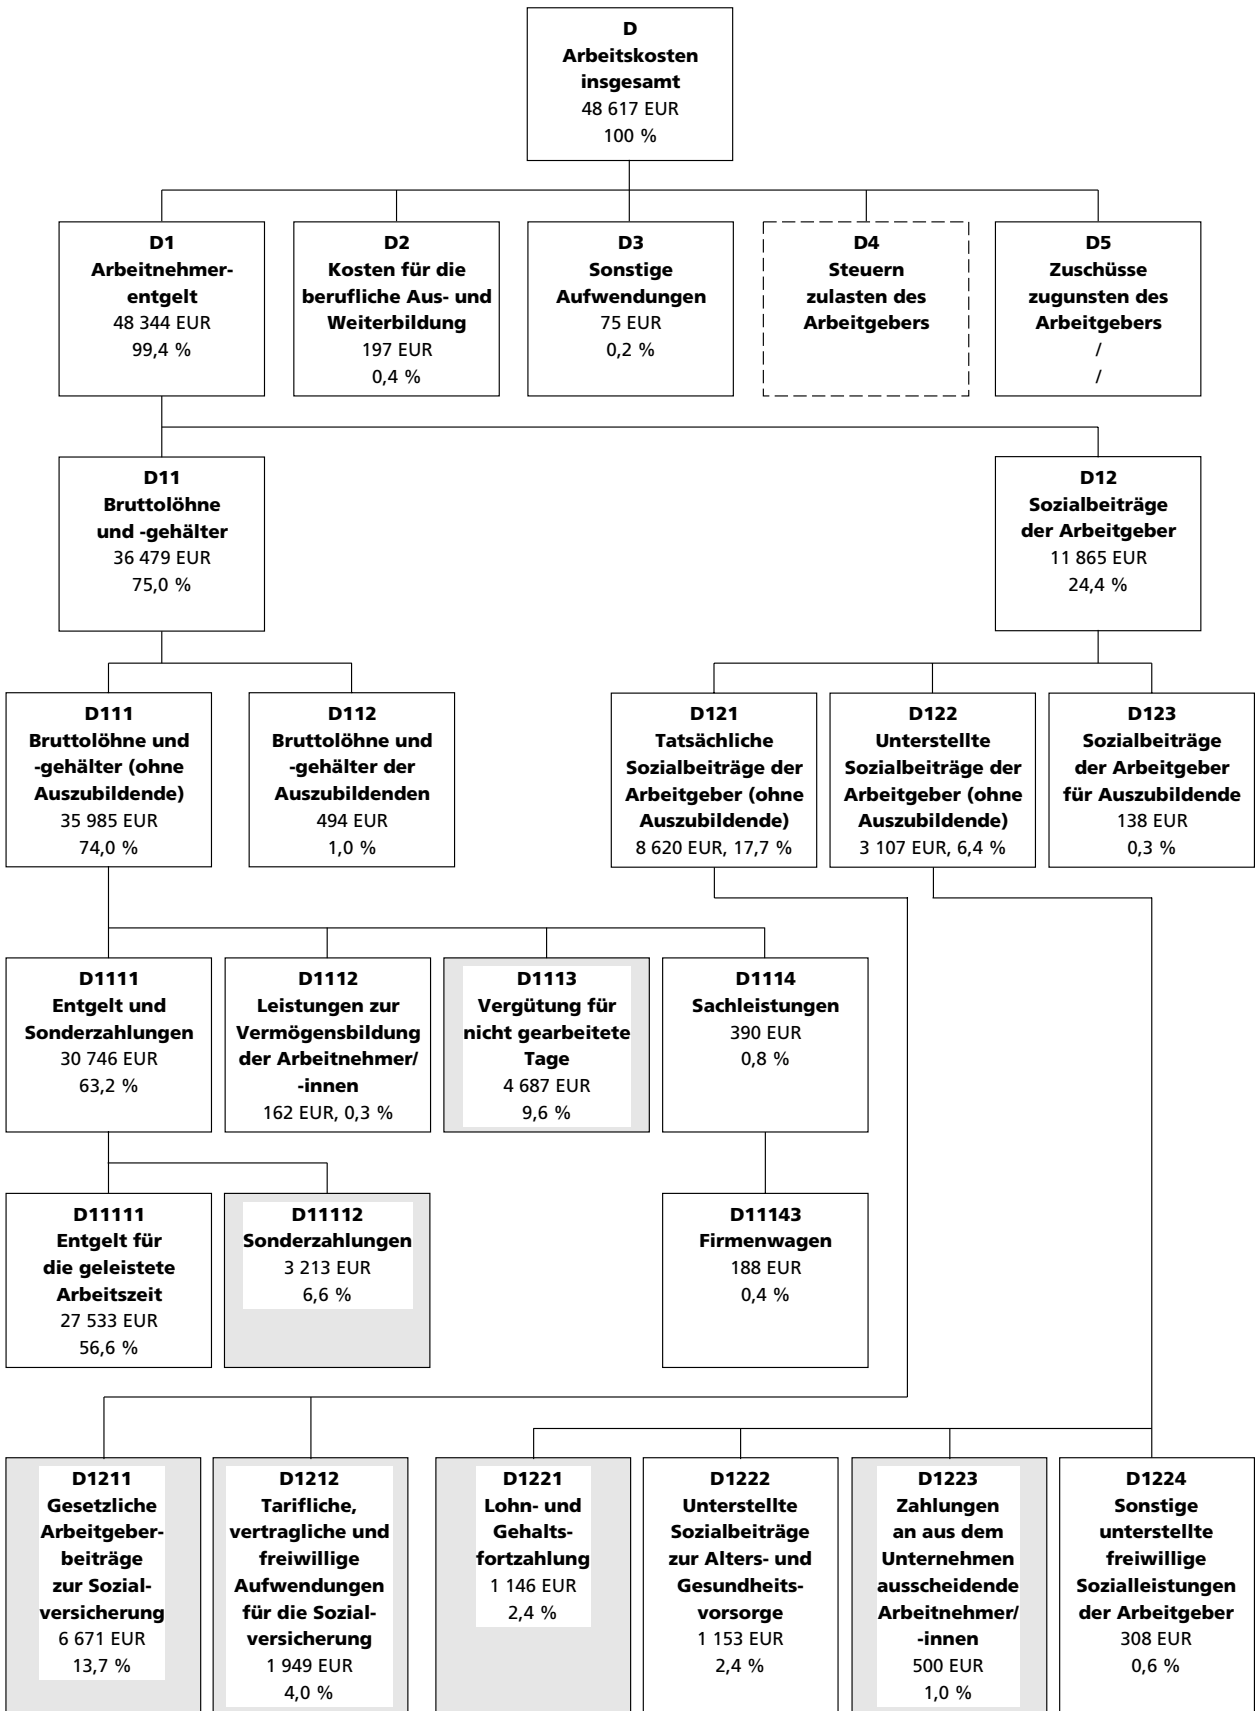 D
Arbeitskosten
insgesamt
48 617 EUR
100 %
D1
Arbeitnehmer-
entgelt
48 344 EUR
99,4 %
D2
Kosten für die
berufliche Aus- und
Weiterbildung
197 EUR
0,4 %
D3
Sonstige
Aufwendungen
75 EUR
0,2 %
D4
Steuern
zulasten des
Arbeitgebers
D5
Zuschüsse
zugunsten des
Arbeitgebers
/
/
D11
Bruttolöhne
und -gehälter
36 479 EUR
75,0 %
D12
Sozialbeiträge
der Arbeitgeber
11 865 EUR
24,4 %
D111
Bruttolöhne und
-gehälter (ohne
Auszubildende)
35 985 EUR
74,0 %
D112
Bruttolöhne und
-gehälter der
Auszubildenden
494 EUR
1,0 %
D121
Tatsächliche
Sozialbeiträge der
Arbeitgeber (ohne
Auszubildende)
8 620 EUR, 17,7 %
D122
Unterstellte
Sozialbeiträge der
Arbeitgeber (ohne
Auszubildende)
3 107 EUR, 6,4 %
D123
Sozialbeiträge
der Arbeitgeber
für Auszubildende
138 EUR
0,3 %
D1111
Entgelt und
Sonderzahlungen
30 746 EUR
63,2 %
D1112
Leistungen zur
Vermögensbildung
der Arbeitnehmer/
-innen
162 EUR, 0,3 %
D1113
Vergütung für
nicht gearbeitete
Tage
4 687 EUR
9,6 %
D1114
Sachleistungen
390 EUR
0,8 %
D11111
Entgelt für
die geleistete
Arbeitszeit
27 533 EUR
56,6 %
D11112
Sonderzahlungen
3 213 EUR
6,6 %
D11143
Firmenwagen
188 EUR
0,4 %
D1211
Gesetzliche
Arbeitgeber-
beiträge
zur Sozial-
versicherung
6 671 EUR
13,7 %
D1212
Tarifliche,
vertragliche und
freiwillige
Aufwendungen
für die Sozial-
versicherung
1 949 EUR
4,0 %
D1221
Lohn- und
Gehalts-
fortzahlung
1 146 EUR
2,4 %
D1222
Unterstellte
Sozialbeiträge
zur Alters- und
Gesundheits-
vorsorge
1 153 EUR
2,4 %
D1223
Zahlungen
an aus dem
Unternehmen
ausscheidende
Arbeitnehmer/
-innen
500 EUR
1,0 %
D1224
Sonstige
unterstellte
freiwillige
Sozialleistungen
der Arbeitgeber
308 EUR
0,6 %